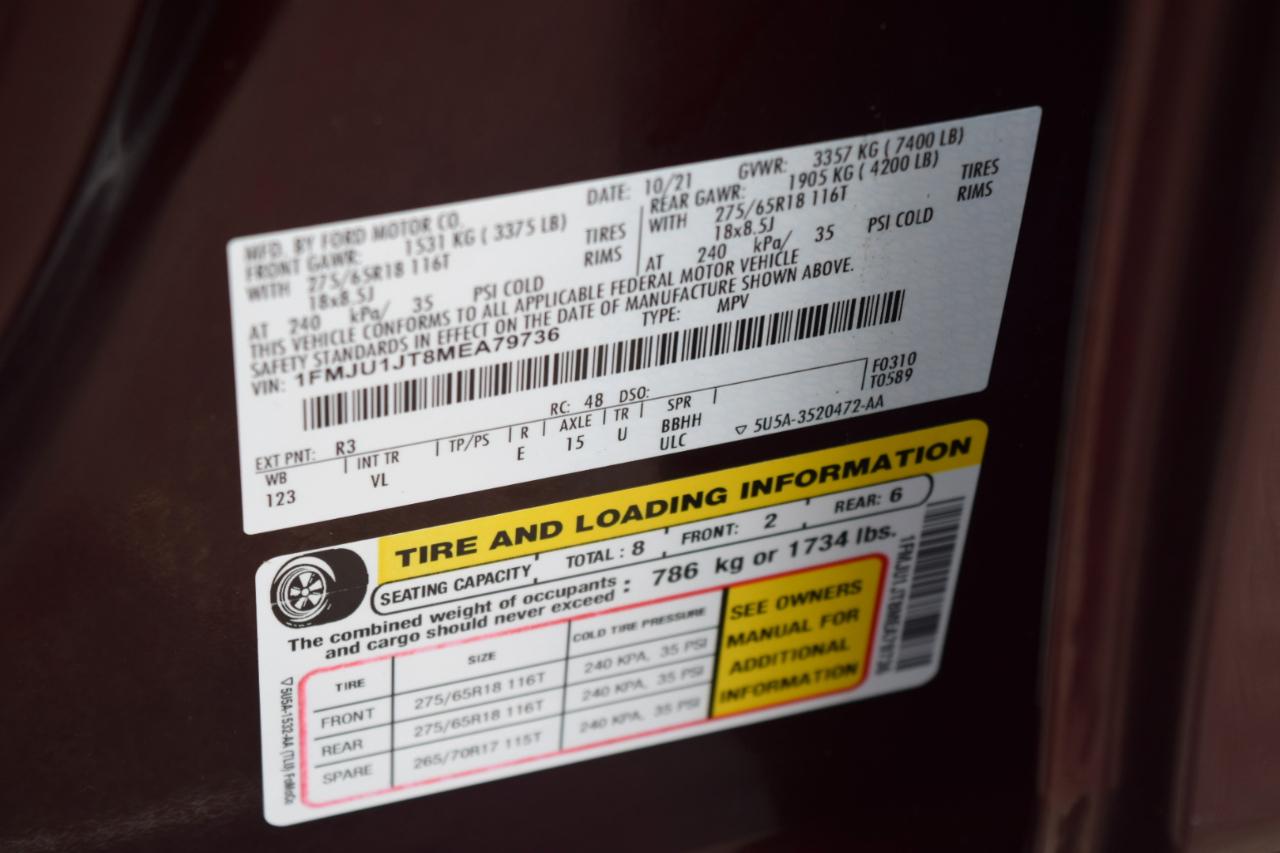 MFD. BY FORD MOTOR CO.
DATE: 10/21 GVWR: 3357 KG ( 7400 LB)
FRONT GAWR: 1531 KG ( 3375 LB)
REAR GAWR: 1905 KG ( 4200 LB)
WITH 275/65R18 116T TIRES
WITH 275/65R18 116T TIRES
18x8.5J RIMS
18x8.5J RIMS
AT 240 kPa/ 35 PSI COLD
AT 240 kPa/ 35 PSI COLD
THIS VEHICLE CONFORMS TO ALL APPLICABLE FEDERAL MOTOR VEHICLE
SAFETY STANDARDS IN EFFECT ON THE DATE OF MANUFACTURE SHOWN ABOVE.
VIN: 1FMJU1JT8MEA79736 TYPE: MPV
F0310
T0589
EXT PNT: R3 RC: 48 DSO:
WB INT TR TP/PS R AXLE TR SPR
123 VL E 15 U BBHH
ULC
▽ 5U5A-3520472-AA
TIRE AND LOADING INFORMATION
SEATING CAPACITY TOTAL : 8 FRONT: 2 REAR: 6
The combined weight of occupants
and cargo should never exceed : 786 kg or 1734 lbs.
TIRE SIZE COLD TIRE PRESSURE
FRONT 275/65R18 116T 240 KPA, 35 PSI
REAR 275/65R18 116T 240 KPA, 35 PSI
SPARE 265/70R17 115T 240 KPA, 35 PSI
SEE OWNERS
MANUAL FOR
ADDITIONAL
INFORMATION
1FMJU1JT8MEA79736
▽ 5U5A-1532-AA (TLU) FoMoCo